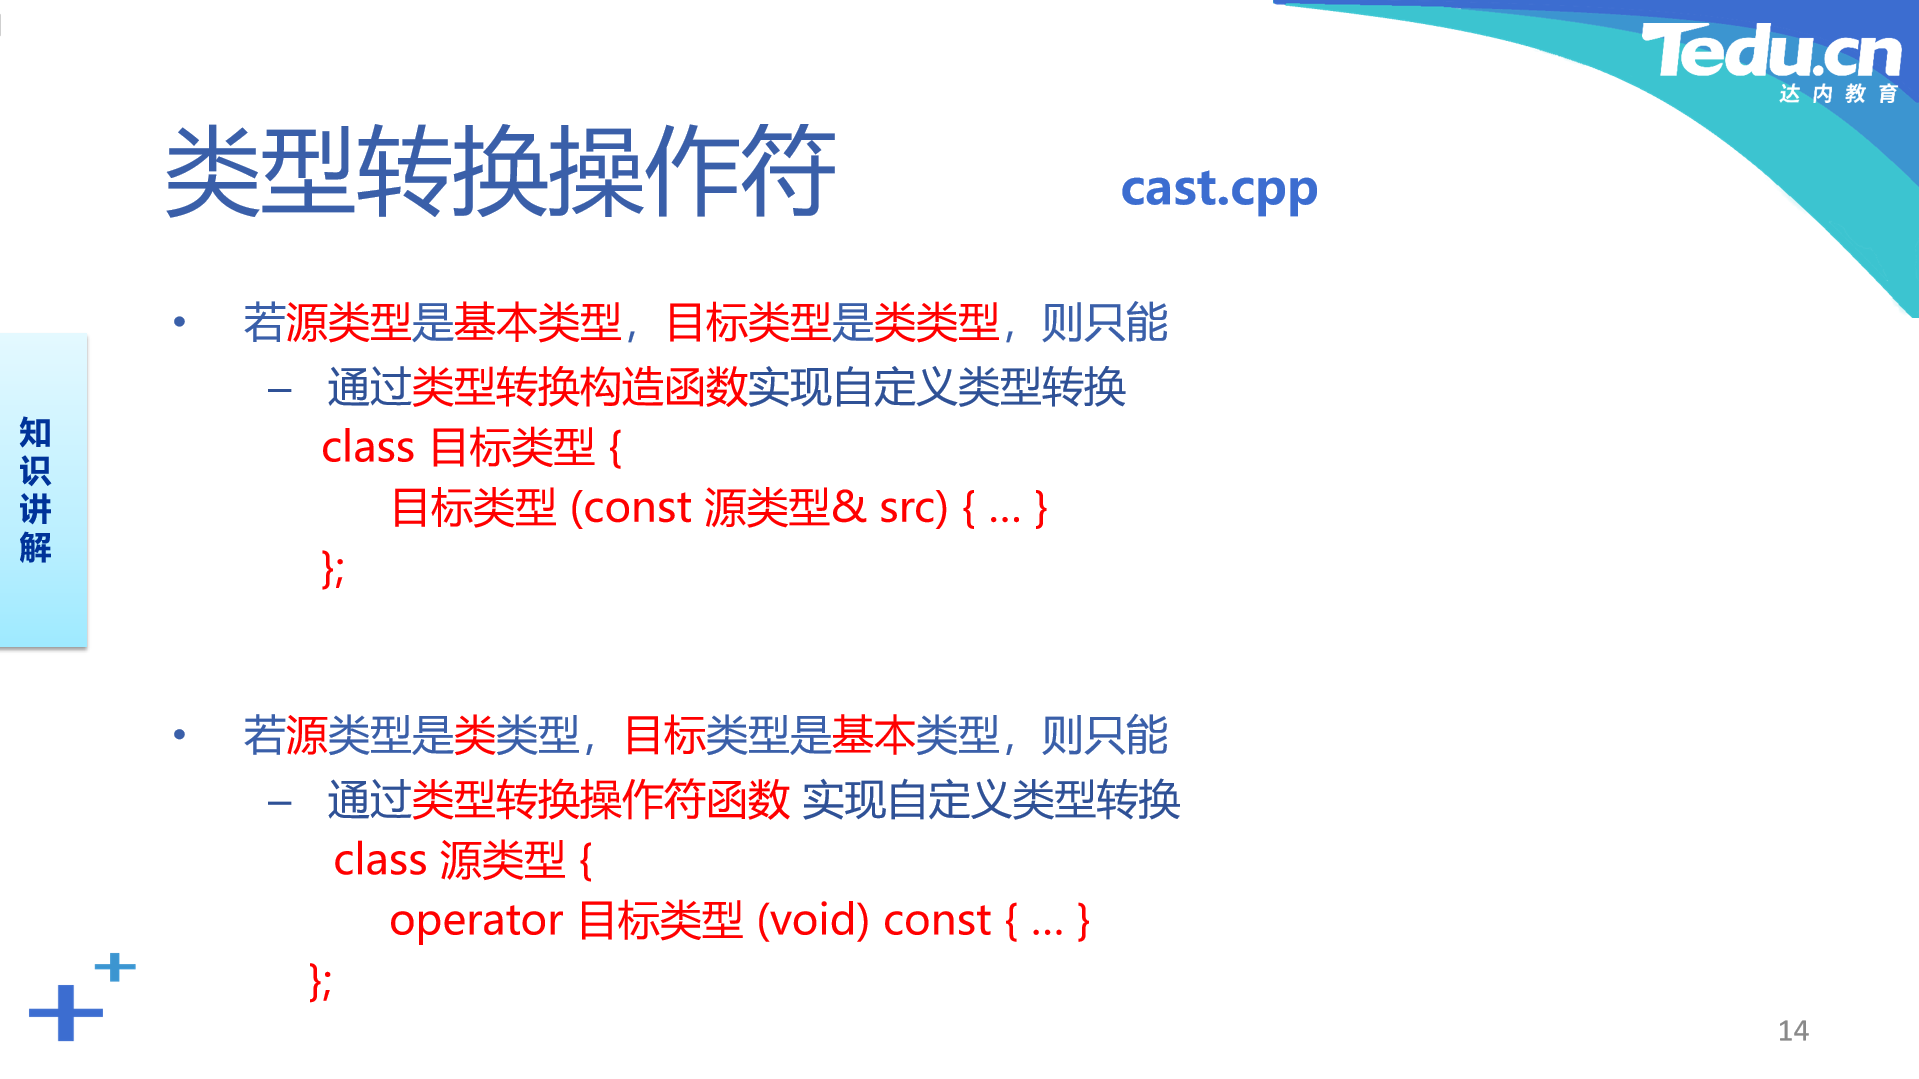 Tedu.cn
达内教育
类型转换操作符
cast.cpp
• 若源类型是基本类型，目标类型是类类型，则只能
– 通过类型转换构造函数实现自定义类型转换
class 目标类型 {
目标类型 (const 源类型& src) { … }
};
知识讲解
• 若源类型是类类型，目标类型是基本类型，则只能
– 通过类型转换操作符函数 实现自定义类型转换
class 源类型 {
operator 目标类型 (void) const { … }
};
14